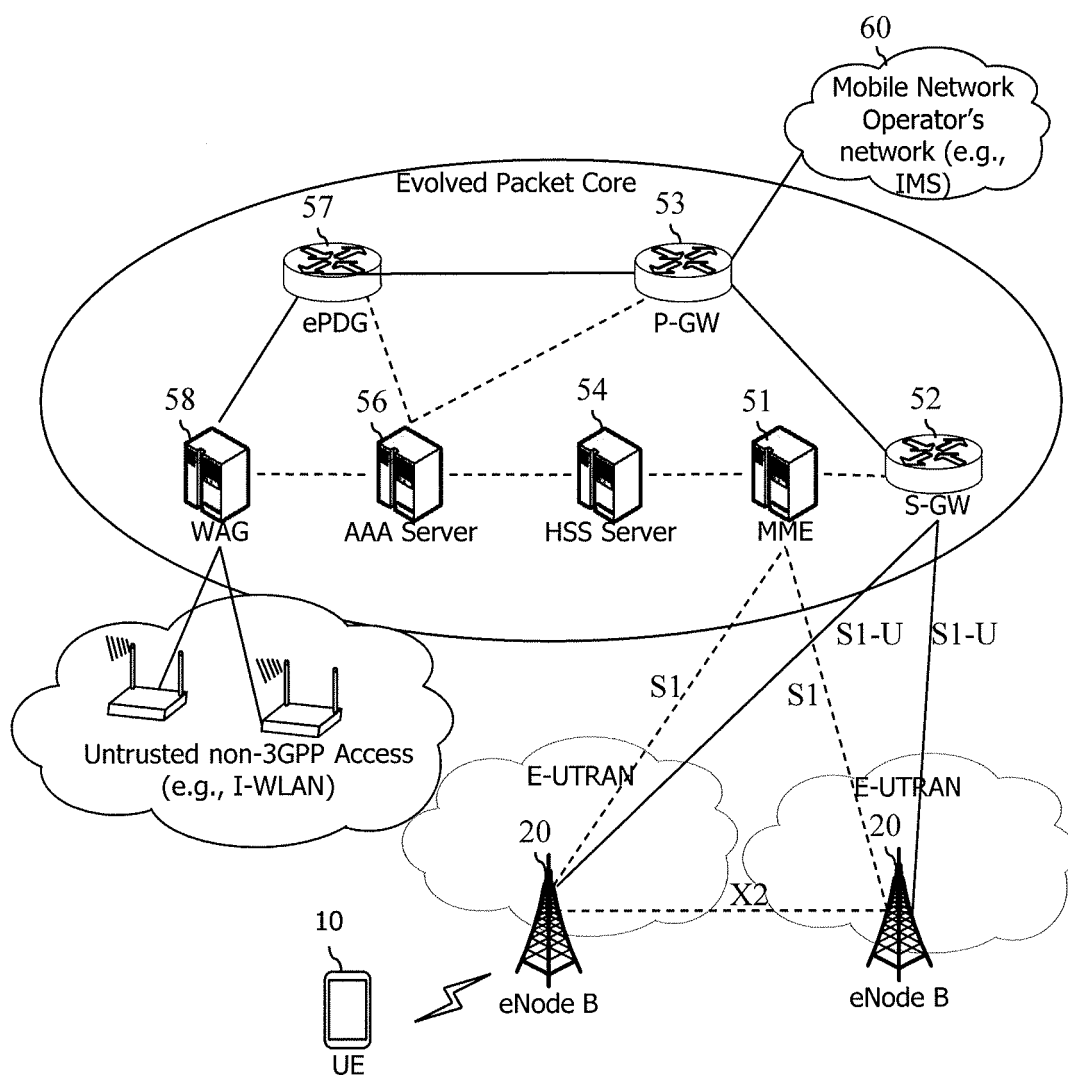 60
Mobile Network
Operator's
network (e.g.,
IMS)
Evolved Packet Core
57
53
ePDG
P-GW
58
56
54
51
52
WAG
AAA Server
HSS Server
MME
S-GW
S1-U
S1-U
S1
S1
Untrusted non-3GPP Access
(e.g., I-WLAN)
E-UTRAN
E-UTRAN
20
20
X2
10
eNode B
eNode B
UE